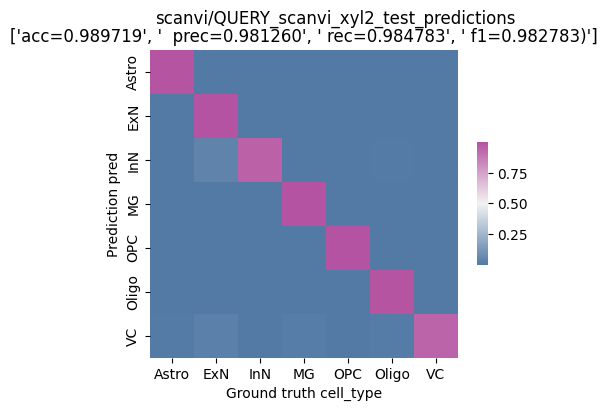 scanvi/QUERY_scanvi_xyl2_test_predictions
['acc=0.989719', '  prec=0.981260', ' rec=0.984783', ' f1=0.982783)']
Prediction pred
Astro
ExN
InN
MG
OPC
Oligo
VC
0.75
0.50
0.25
Astro ExN InN MG OPC Oligo VC
Ground truth cell_type